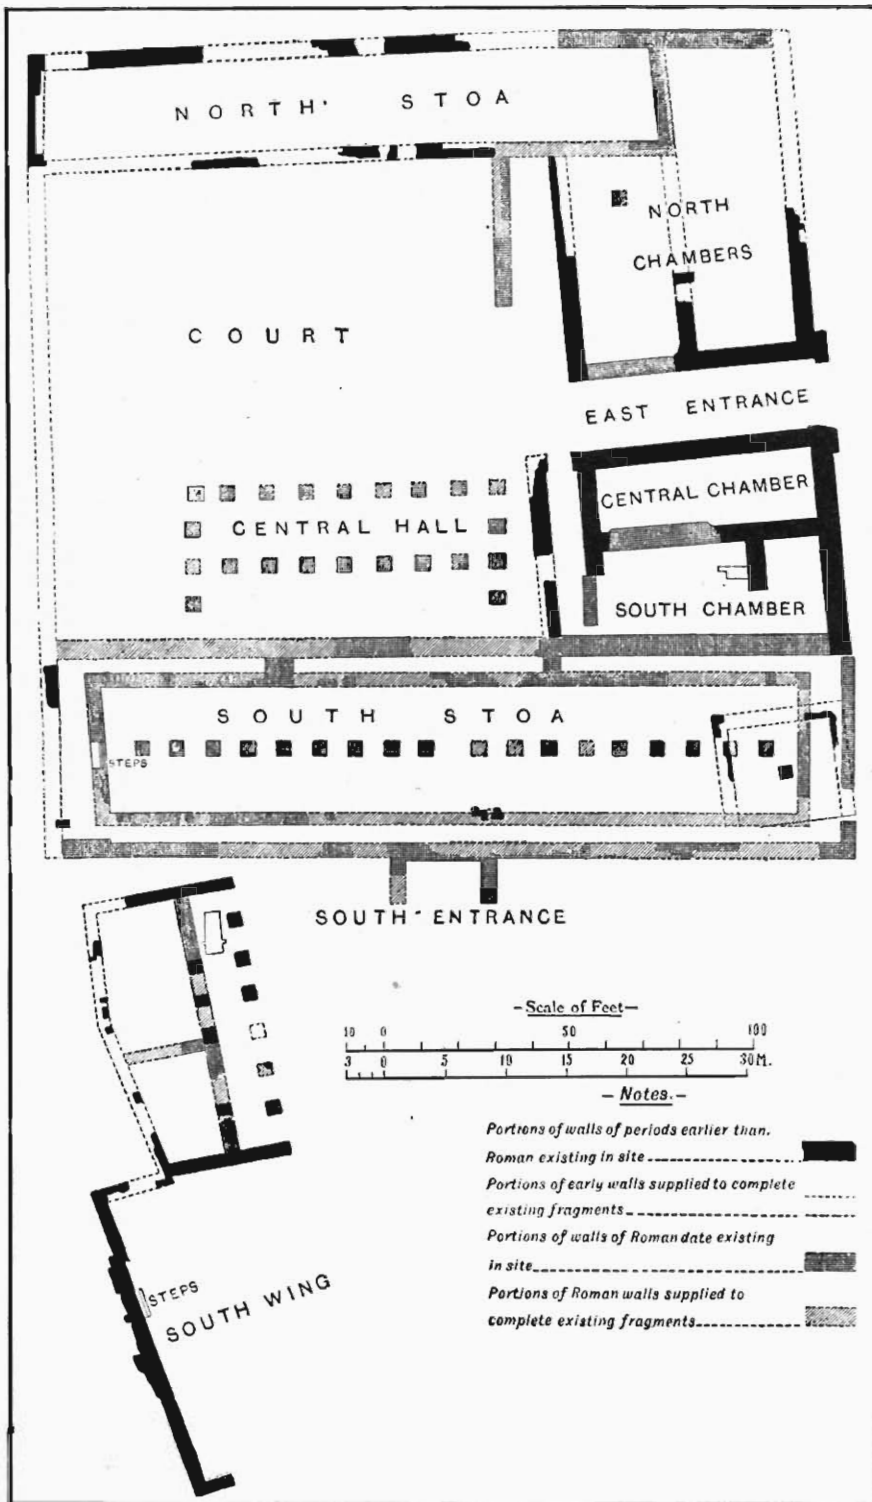 NORTH' STOA
NORTH
CHAMBERS
COURT
EAST ENTRANCE
CENTRAL CHAMBER
CENTRAL HALL
SOUTH CHAMBER
SOUTH STOA
STEPS
SOUTH ENTRANCE
-Scale of Feet-
10 0 50 100
3 0 5 10 15 20 25 30M.
- Notes. -
Portions of walls of periods earlier than.
Roman existing in site
Portions of early walls supplied to complete
existing fragments
Portions of walls of Roman date existing
in site
Portions of Roman walls supplied to
complete existing fragments
STEPS
SOUTH WING